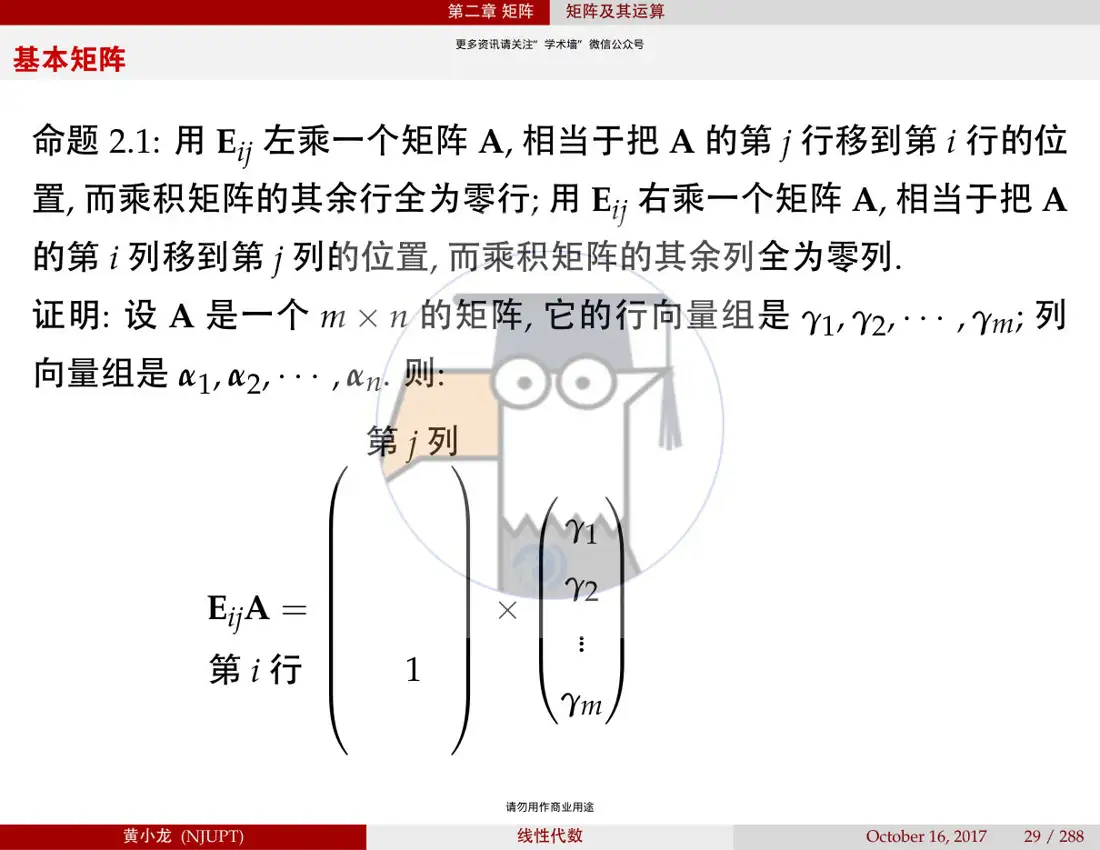 第二章 矩阵 矩阵及其运算
更多资讯请关注“学术墙”微信公众号
基本矩阵
命题 2.1: 用 E_{ij} 左乘一个矩阵 A, 相当于把 A 的第 j 行移到第 i 行的位
置, 而乘积矩阵的其余行全为零行; 用 E_{ij} 右乘一个矩阵 A, 相当于把 A
的第 i 列移到第 j 列的位置, 而乘积矩阵的其余列全为零列.
证明: 设 A 是一个 m × n 的矩阵, 它的行向量组是 γ₁, γ₂, ··· , γ_m; 列
向量组是 α₁, α₂, ··· , α_n. 则:
第 j 列
γ₁
γ₂
E_{ij}A = ×
⋮
第 i 行 1
γ_m
请勿用作商业用途
黄小龙 (NJUPT) 线性代数 October 16, 2017 29 / 288